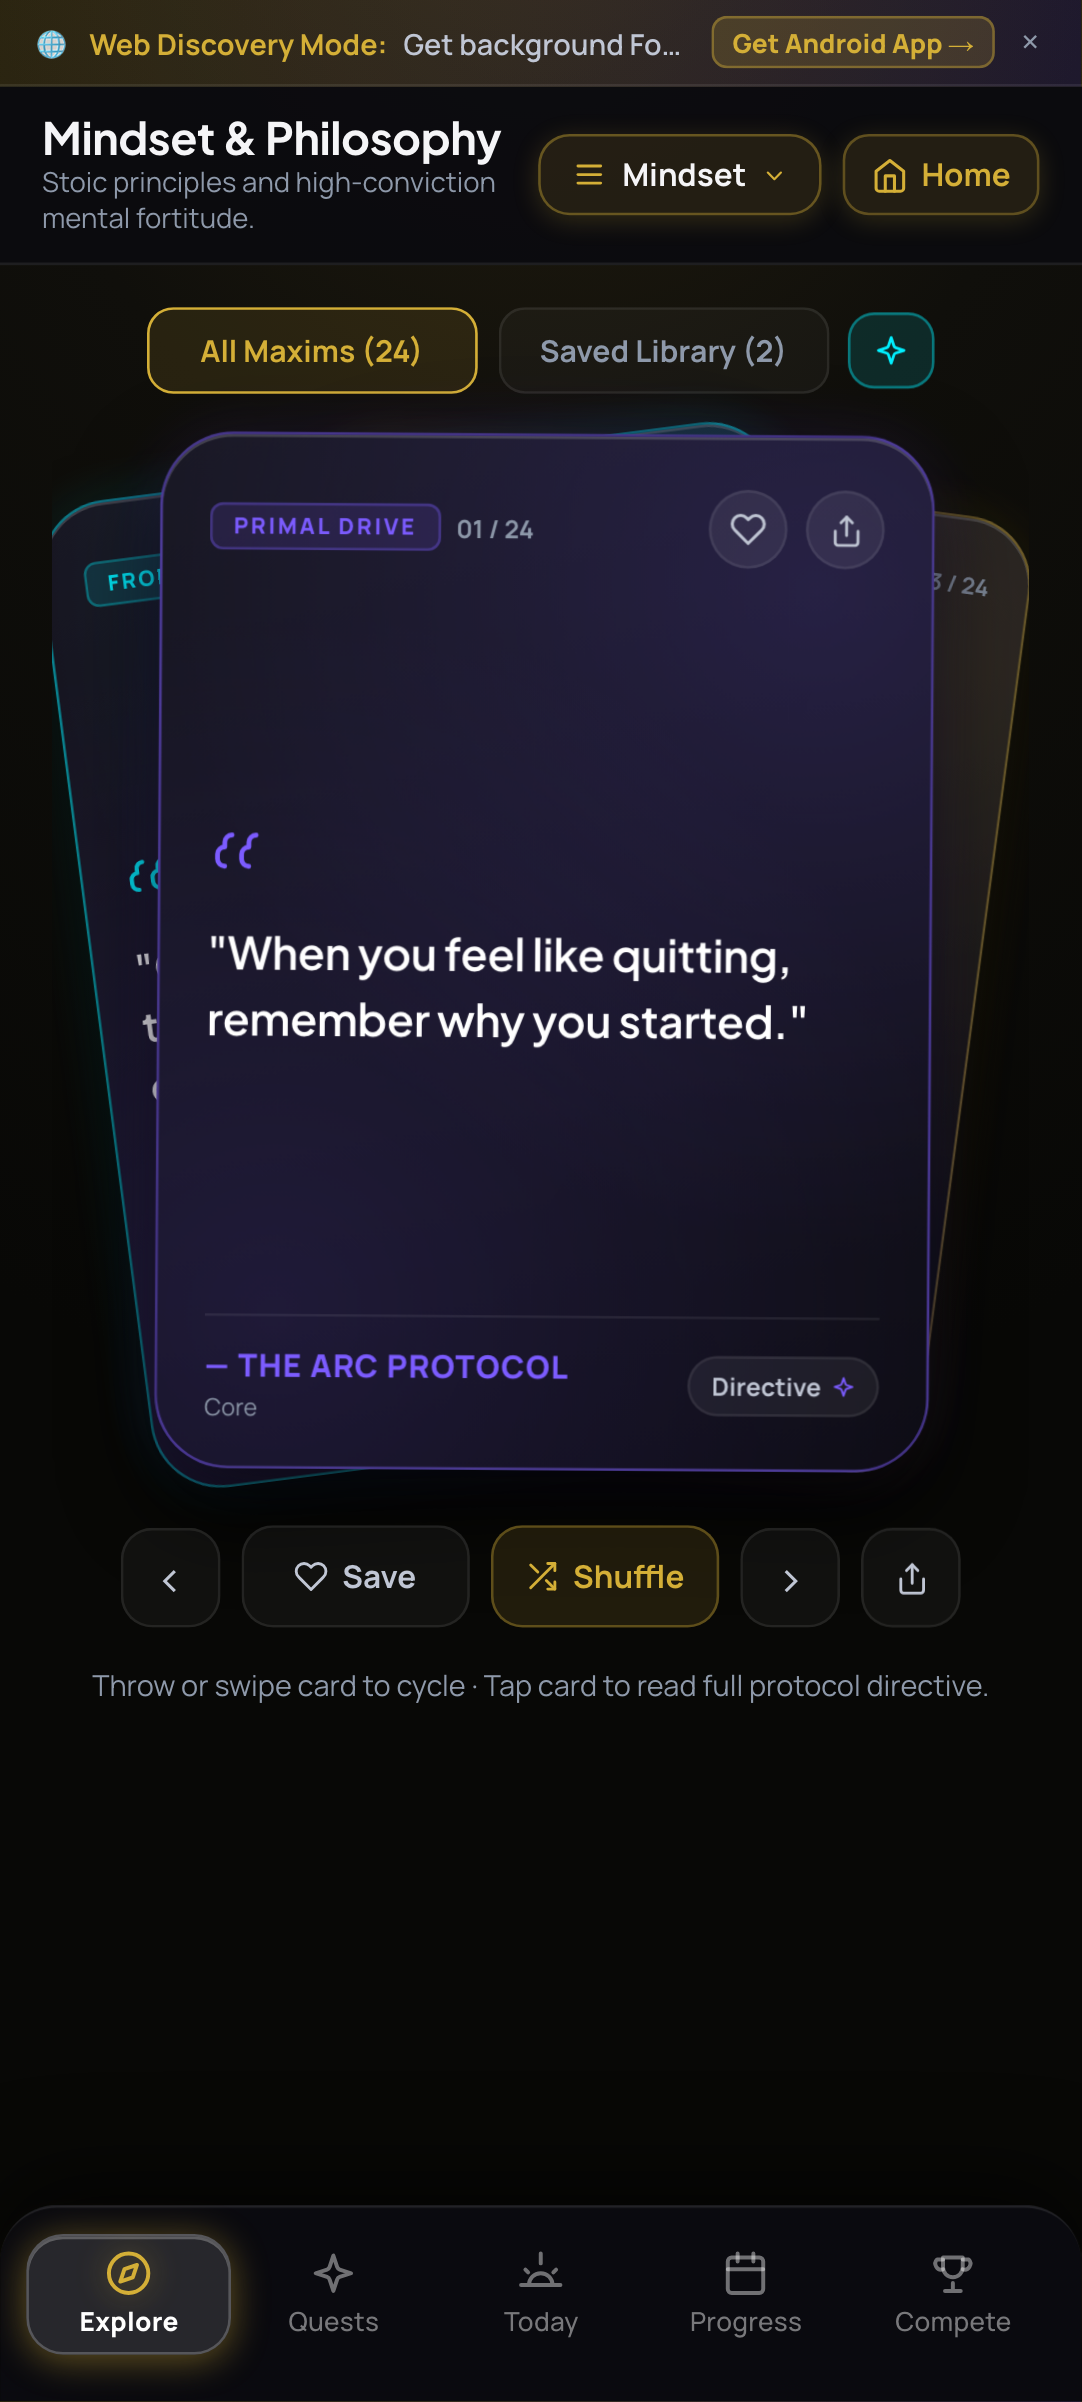 Web Discovery Mode: Get background Fo...
Get Android App →
×
Mindset & Philosophy
Stoic principles and high-conviction
mental fortitude.
Mindset
Home
All Maxims (24)
Saved Library (2)
PRIMAL DRIVE
01 / 24
/ 24
"When you feel like quitting,
remember why you started."
— THE ARC PROTOCOL
Core
Directive
Save
Shuffle
Throw or swipe card to cycle · Tap card to read full protocol directive.
Explore
Quests
Today
Progress
Compete